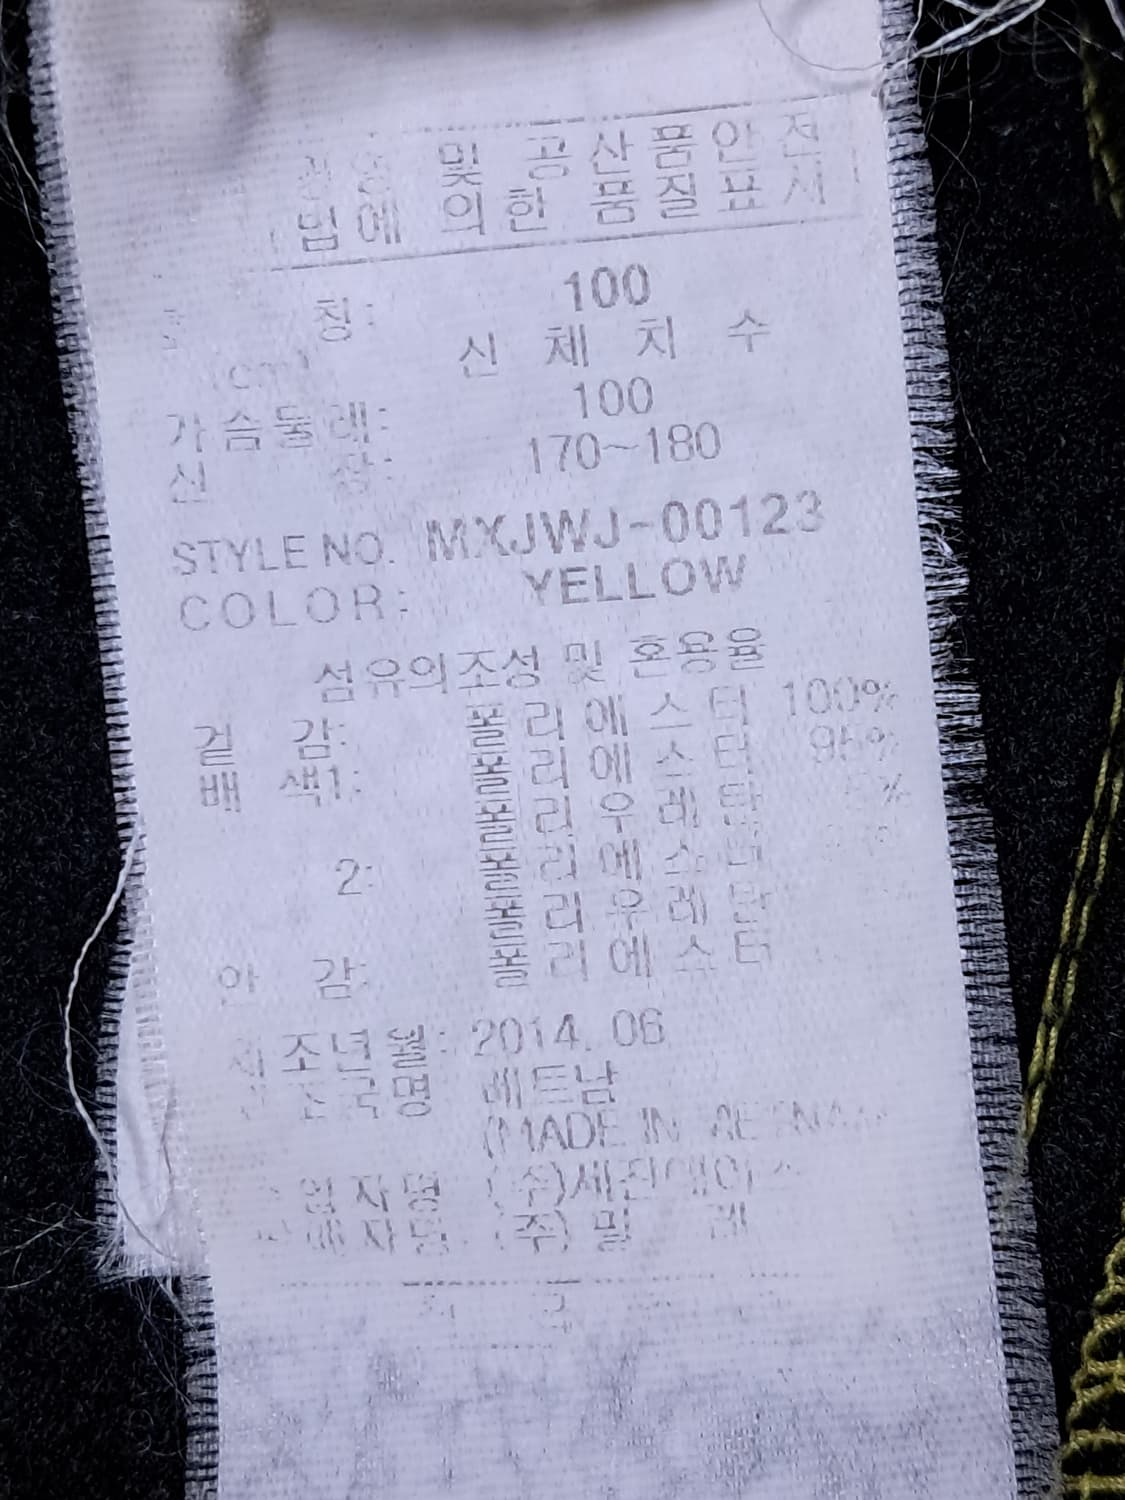 및 공산품안전
법에 의한 품질표시
칭: 100
(cm) 신 체 치 수
가슴둘레: 100
신 장: 170~180
STYLE NO. MXJWJ-00123
COLOR: YELLOW
섬유의조성 및 혼용율
겉 감: 폴리에스터 100%
배 색1: 폴리에스터 95%
폴리우레탄
2: 폴리에스터
폴리우레탄
안 감: 폴리에스터
제조년월: 2014. 06
(MADE IN